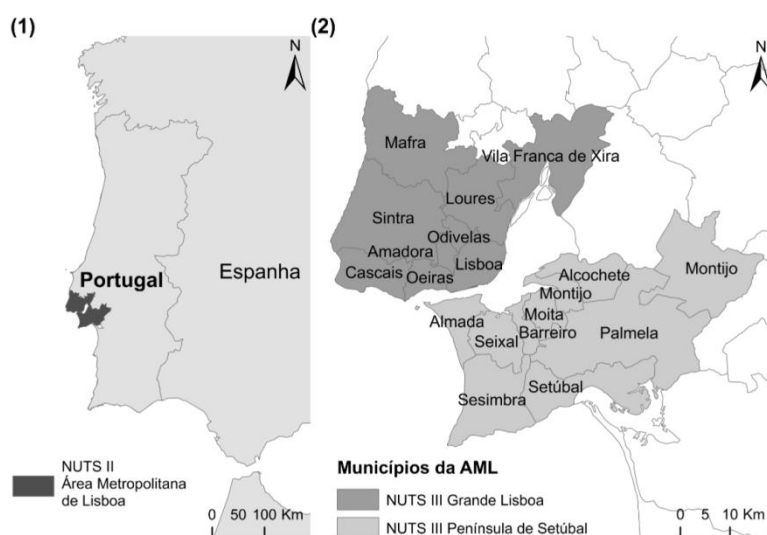 (1)
N
Portugal
Espanha
NUTS II
Área Metropolitana
de Lisboa
0 50 100 Km
(2)
N
Mafra
Vila Franca de Xira
Loures
Sintra
Odivelas
Amadora
Lisboa
Cascais
Oeiras
Alcochete
Montijo
Montijo
Moita
Almada
Barreiro
Palmela
Seixal
Setúbal
Sesimbra
Municípios da AML
NUTS III Grande Lisboa
NUTS III Península de Setúbal
0 5 10 Km